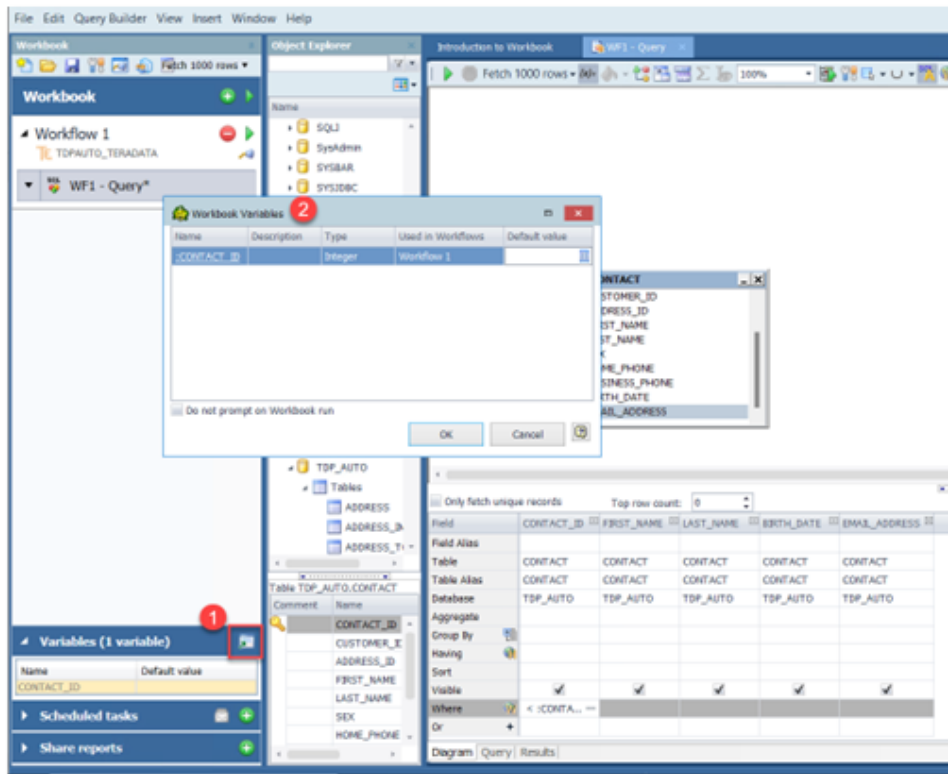 File Edit Query Builder View Insert Window Help
Workbook
Fetch 1000 rows
Workbook
Workflow 1
TDPAUTO_TERADATA
WF1 - Query*
Object Explorer
Name
SQLJ
SysAdmin
SYSBAR
SYSJDBC
TDP_AUTO
Tables
ADDRESS
Table TDP_AUTO.CONTACT
Comment Name
CONTACT_ID
CUSTOMER_I
ADDRESS_ID
FIRST_NAME
LAST_NAME
SEX
HOME_PHONE
1
Variables (1 variable)
Name Default value
CONTACT_ID
Scheduled tasks
Share reports
Introduction to Workbook WF1 - Query
Fetch 1000 rows 100%
Workbook Variables 2
Name Description Type Used in Workflows Default value
:CONTACT_ID Integer Workflow 1
Do not prompt on Workbook run
OK Cancel
ONTACT
STOMER_ID
DRESS_ID
RST_NAME
ST_NAME
ME_PHONE
SINESS_PHONE
RTH_DATE
AIL_ADDRESS
Only fetch unique records Top row count: 0
Field CONTACT_ID FIRST_NAME LAST_NAME BIRTH_DATE EMAIL_ADDRESS
Field Alias
Table CONTACT CONTACT CONTACT CONTACT CONTACT
Table Alias CONTACT CONTACT CONTACT CONTACT CONTACT
Database TDP_AUTO TDP_AUTO TDP_AUTO TDP_AUTO TDP_AUTO
Aggregate
Group By
Having
Sort
Visible
Where < :CONTA...
Or
Diagram Query Results